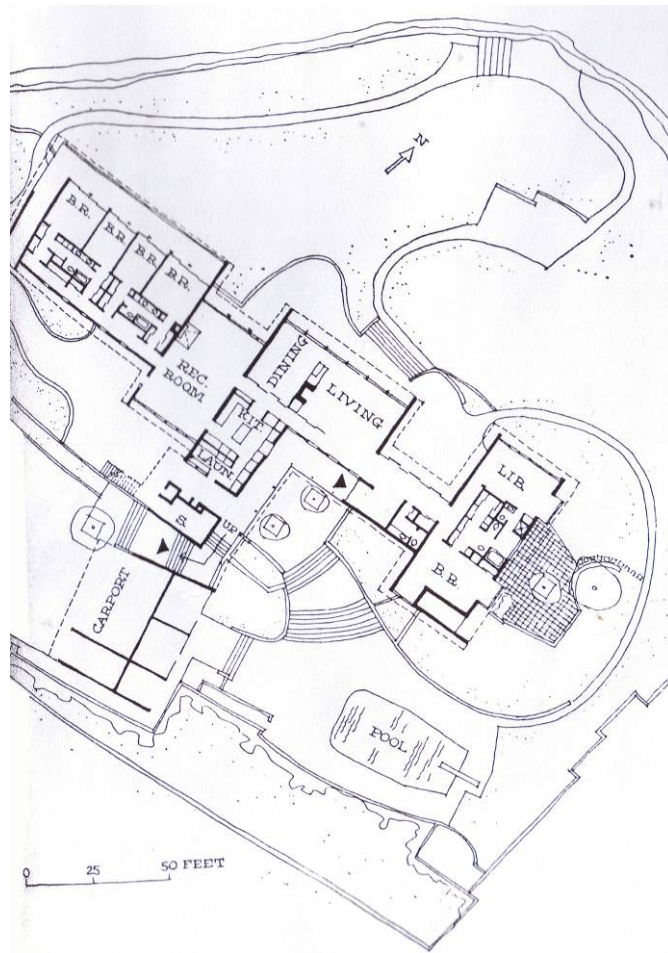 N
B.R.
B.R.
B.R.
B.R.
REC.
ROOM
DINING
LIVING
KIT.
LAUN.
LIB.
S.
UP
B.R.
CARPORT
POOL
0 25 50 FEET